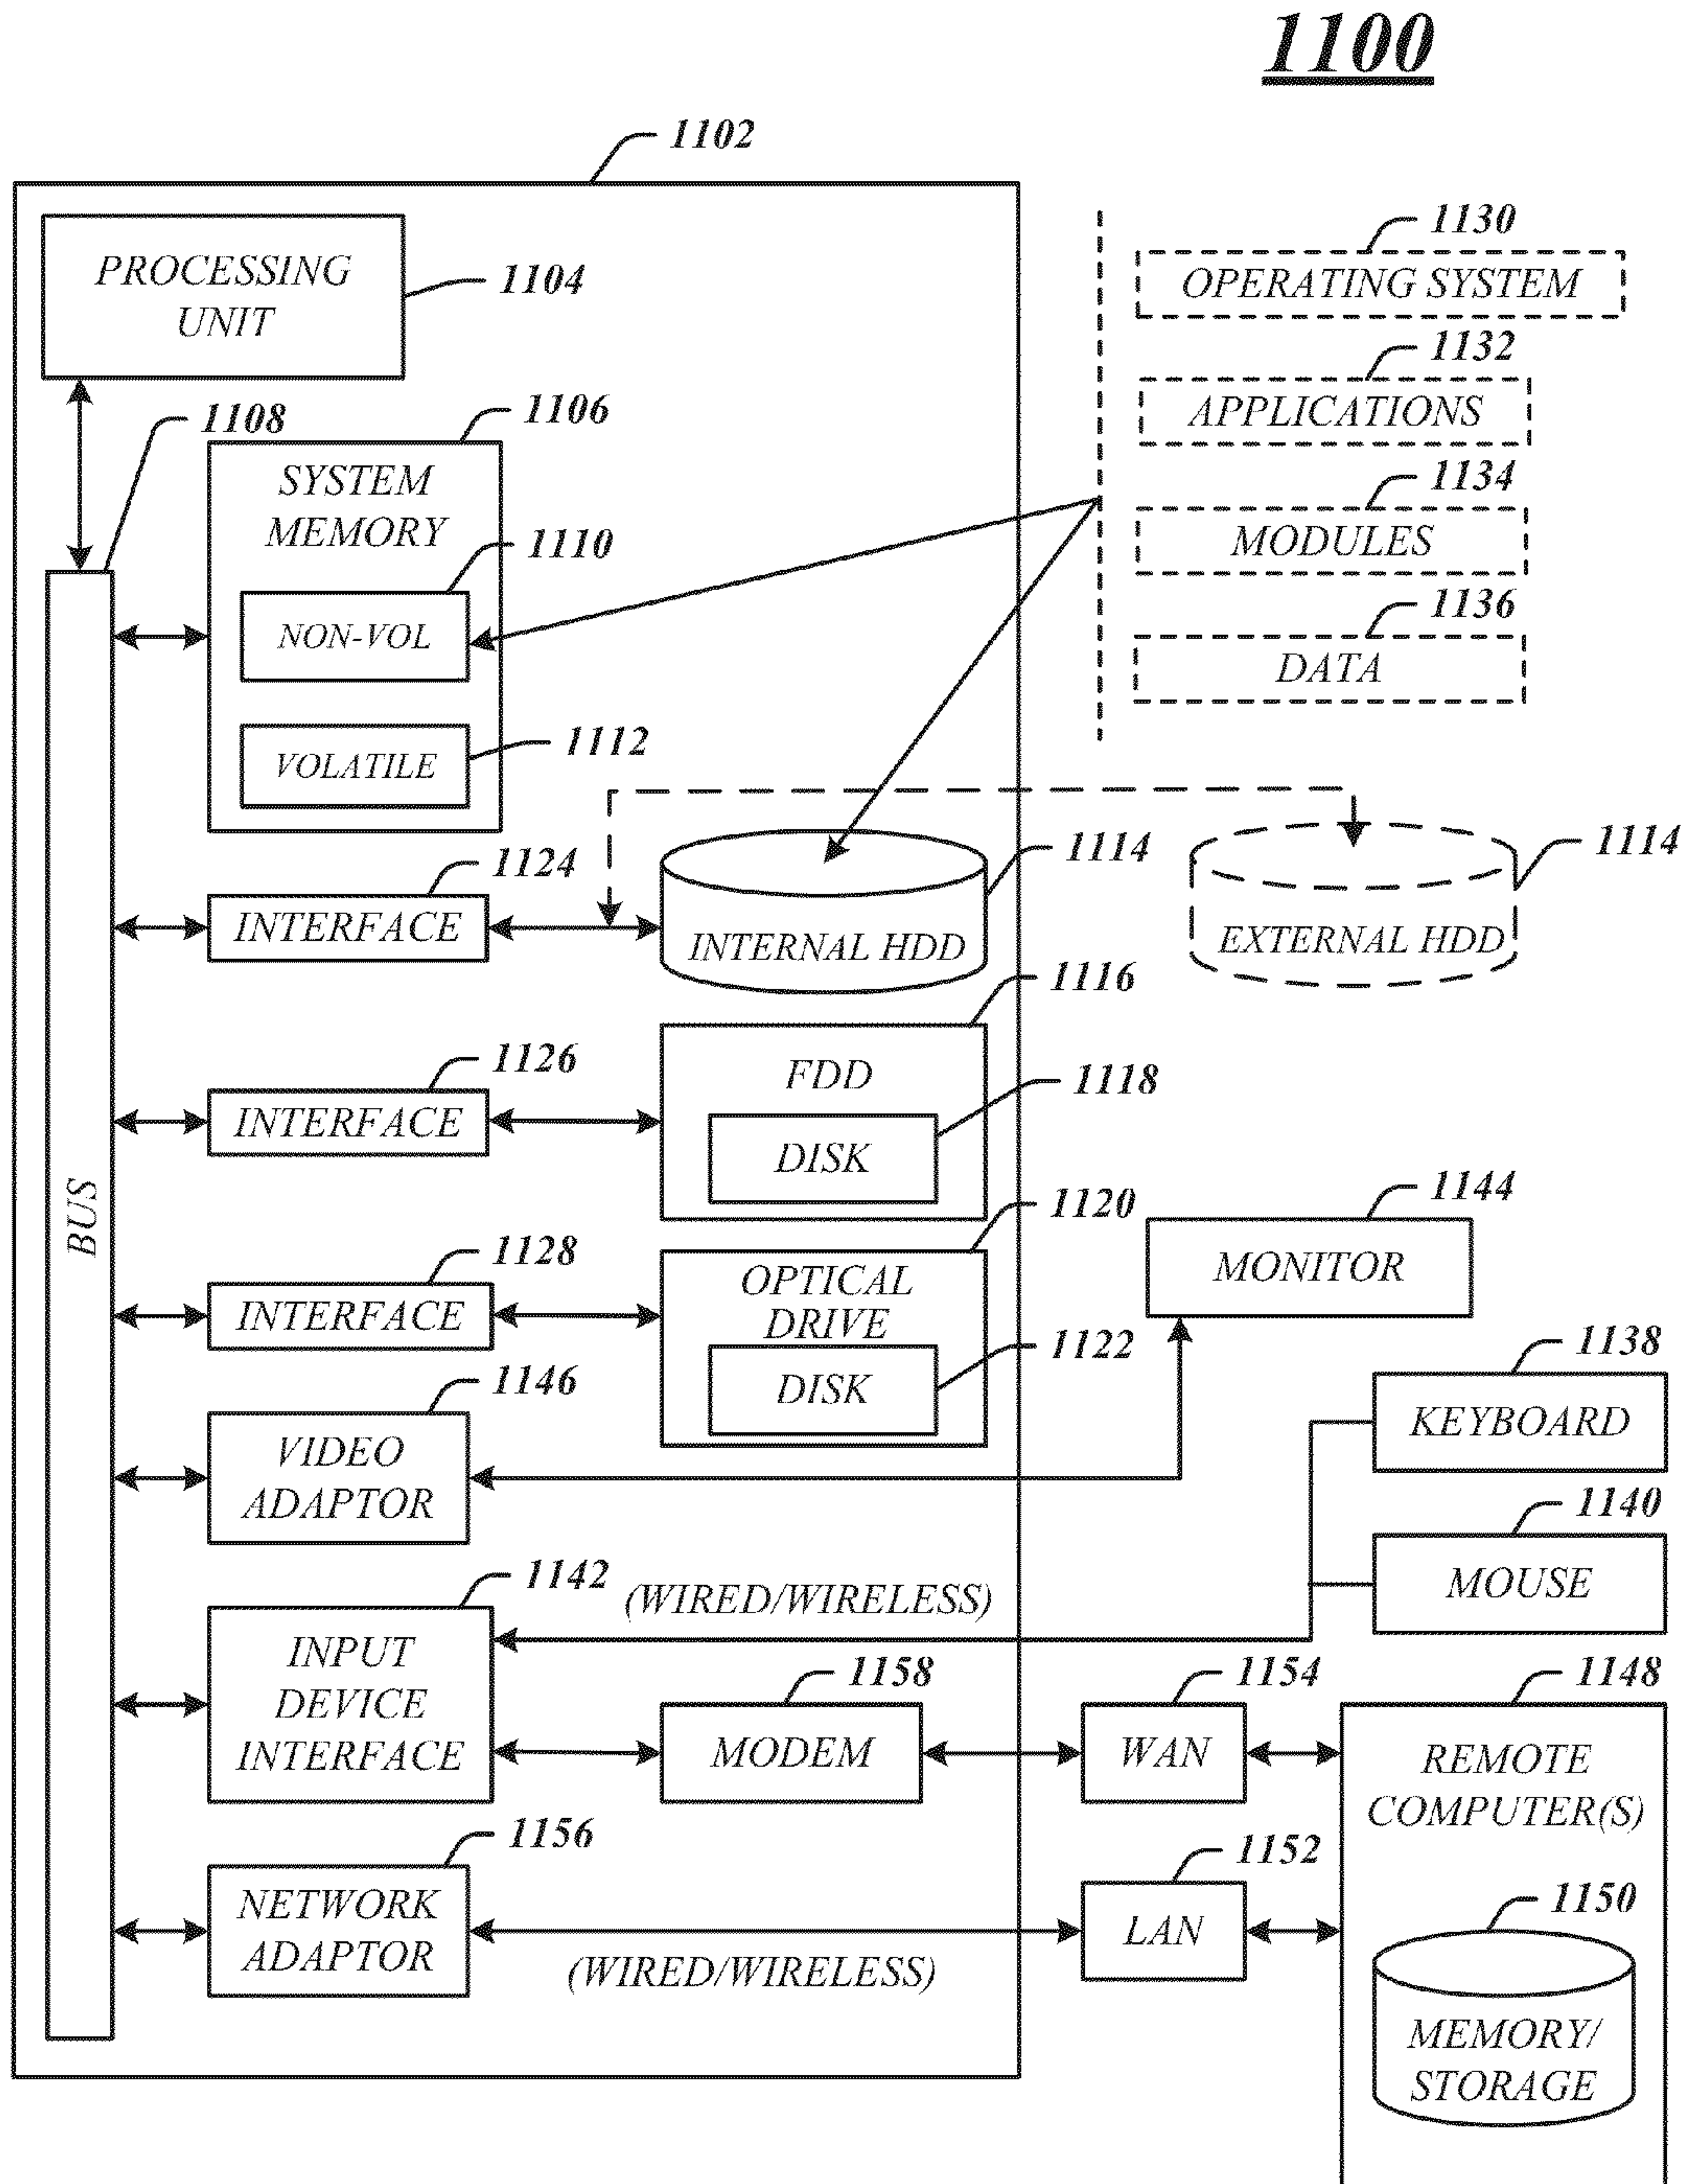 1100
1102
PROCESSING
UNIT
1104
1130
OPERATING SYSTEM
1132
APPLICATIONS
1134
MODULES
1136
DATA
1108
1106
SYSTEM
MEMORY
1110
NON-VOL
1112
VOLATILE
1124
INTERFACE
1114
INTERNAL HDD
1114
EXTERNAL HDD
1126
INTERFACE
1116
FDD
1118
DISK
BUS
1128
INTERFACE
1120
OPTICAL
DRIVE
1122
DISK
1144
MONITOR
1146
VIDEO
ADAPTOR
1138
KEYBOARD
1140
MOUSE
1142
(WIRED/WIRELESS)
INPUT
DEVICE
INTERFACE
1158
MODEM
1154
WAN
1148
REMOTE
COMPUTER(S)
1156
NETWORK
ADAPTOR
(WIRED/WIRELESS)
1152
LAN
1150
MEMORY/
STORAGE